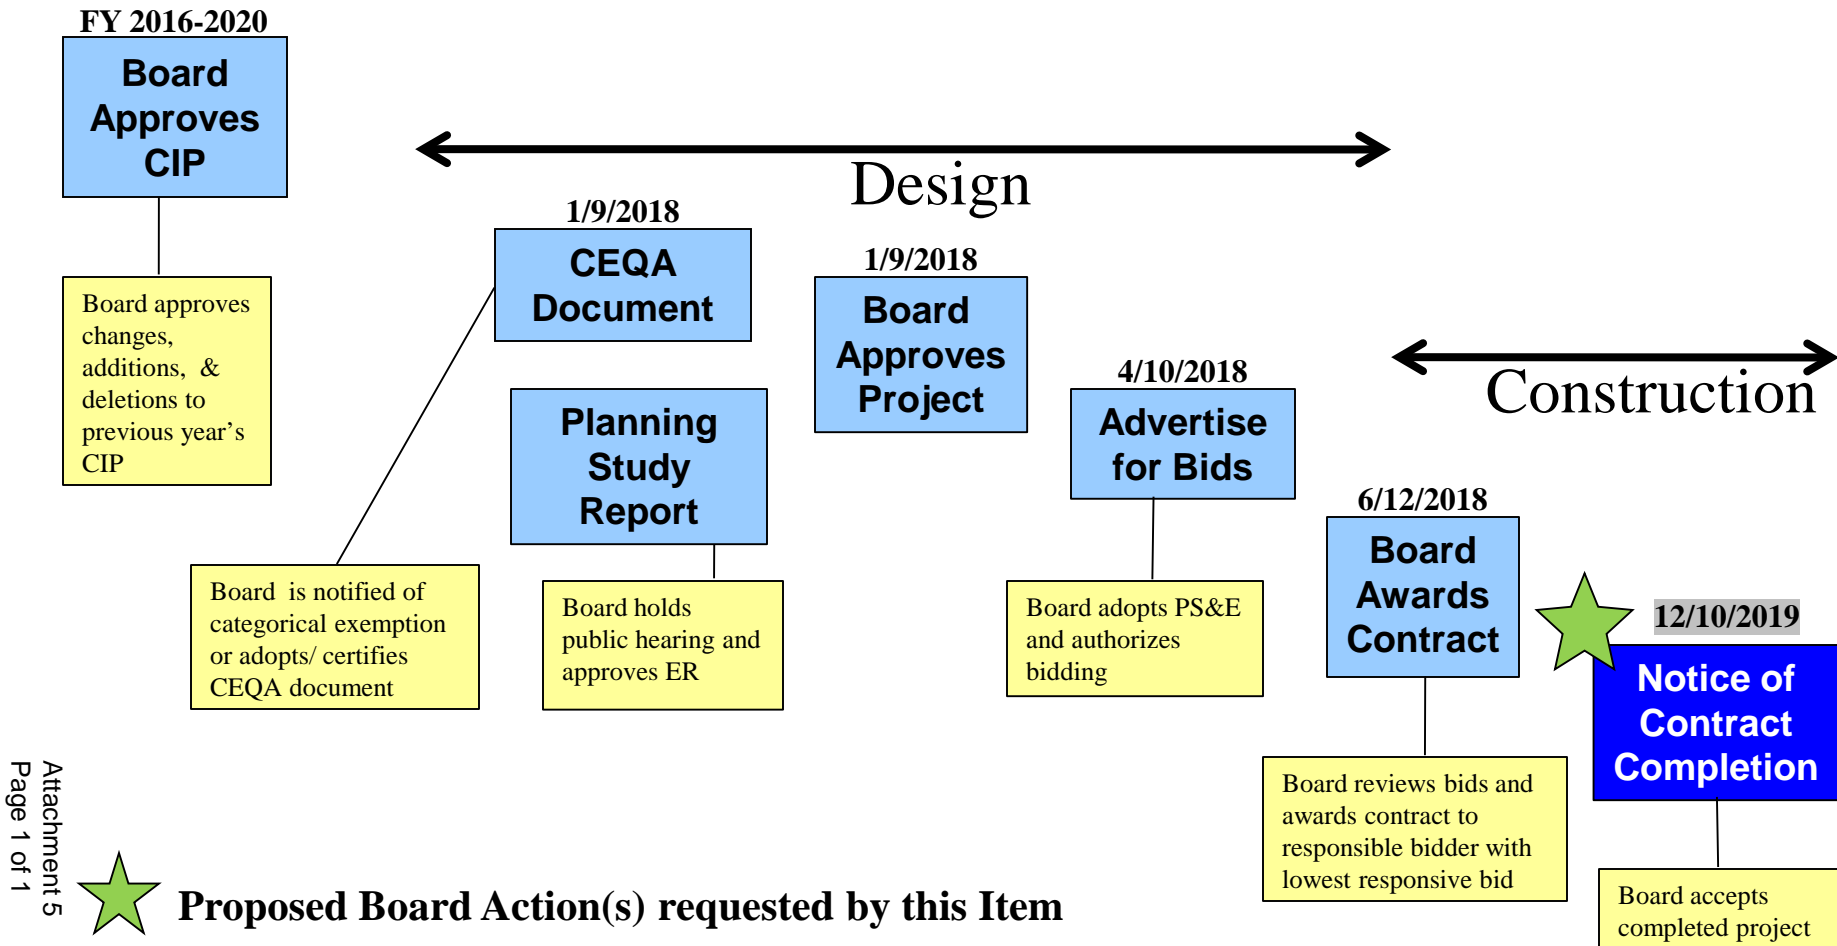 FY 2016-2020
Board
Approves
CIP
Board approves
changes,
additions, &
deletions to
previous year’s
CIP
Design
1/9/2018
CEQA
Document
Board is notified of
categorical exemption
or adopts/ certifies
CEQA document
Planning
Study
Report
Board holds
public hearing and
approves ER
1/9/2018
Board
Approves
Project
4/10/2018
Advertise
for Bids
Board adopts PS&E
and authorizes
bidding
Construction
6/12/2018
Board
Awards
Contract
Board reviews bids and
awards contract to
responsible bidder with
lowest responsive bid
12/10/2019
Notice of
Contract
Completion
Board accepts
completed project
Attachment 5
Page 1 of 1
Proposed Board Action(s) requested by this Item